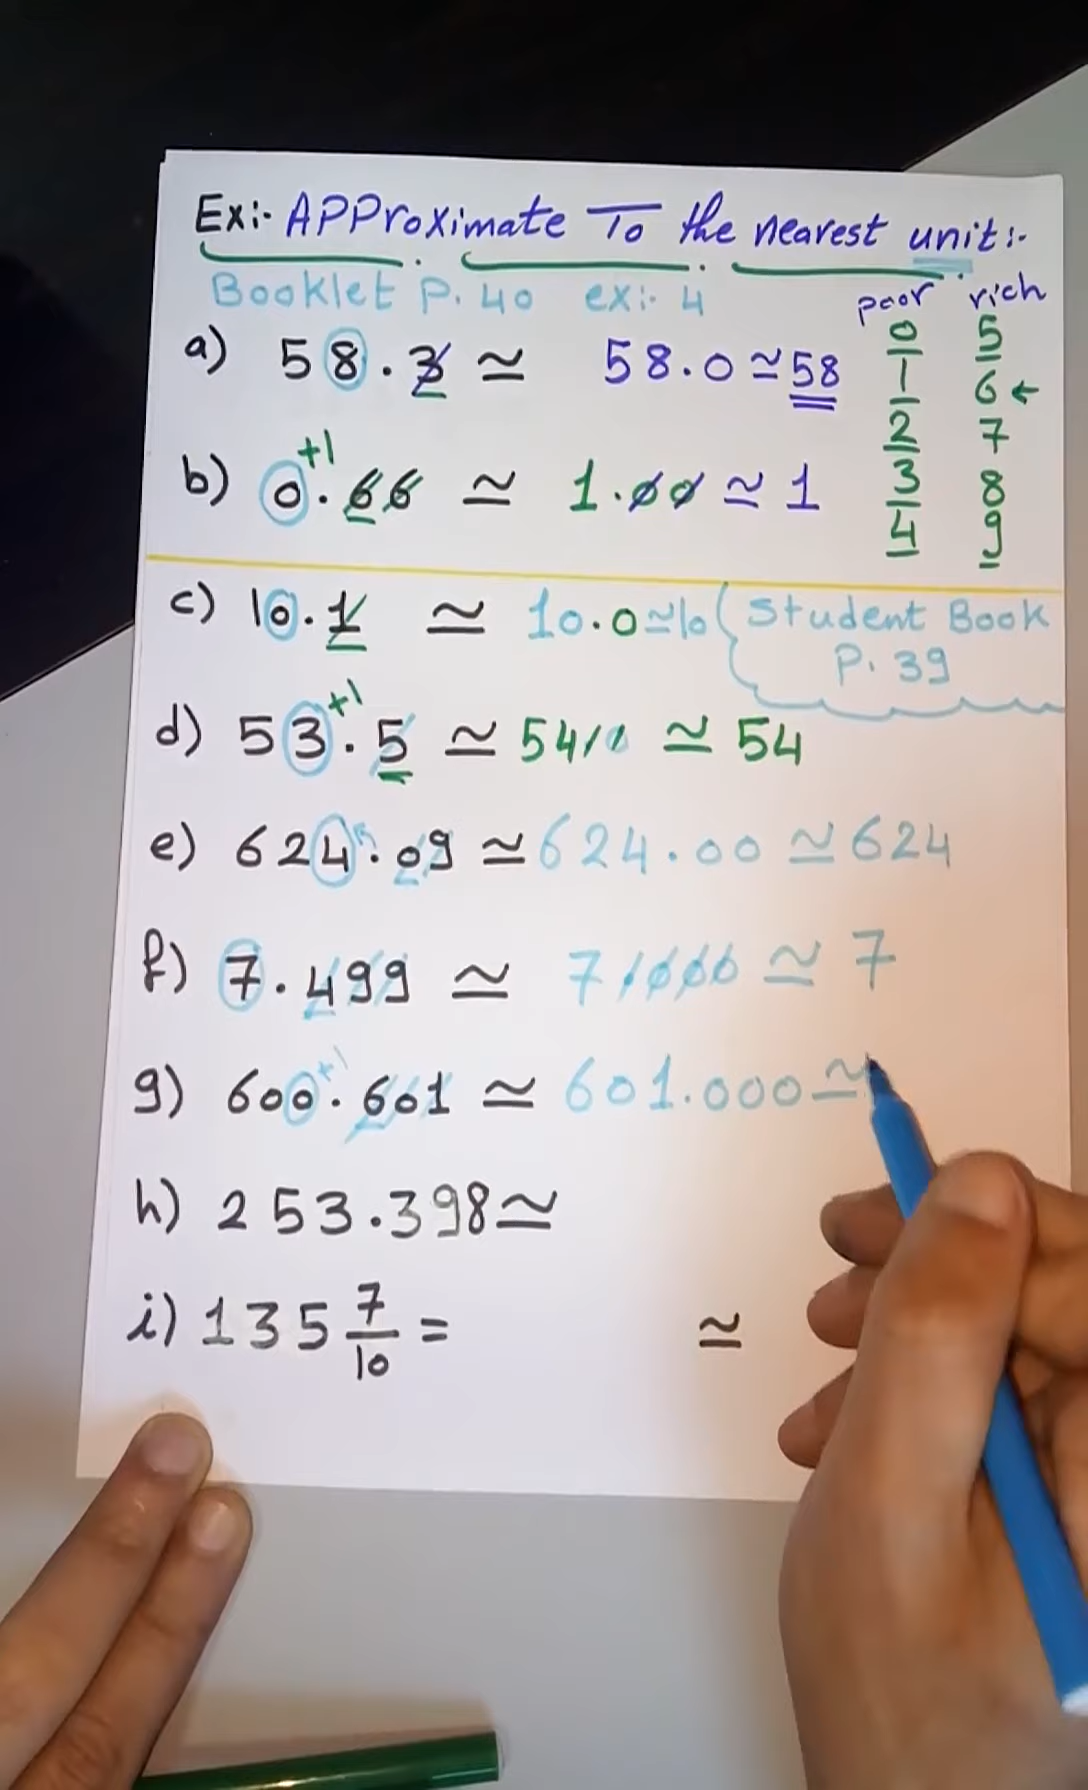 Ex:- APProximate To the nearest unit:-
Booklet P. 40 ex:- 4
poor rich
0 5
1 6 ←
2 7
3 8
4 9
a) 58.3 ≃ 58.0 ≃ 58
+1
b) 0.66 ≃ 1.00 ≃ 1
c) 10.1 ≃ 10.0 ≃ 10
Student Book
P. 39
+1
d) 53.5 ≃ 54.0 ≃ 54
e) 624.09 ≃ 624.00 ≃ 624
f) 7.499 ≃ 7.000 ≃ 7
+1
g) 600.601 ≃ 601.000 ≃
h) 253.398 ≃
i) 135 7/10 = ≃